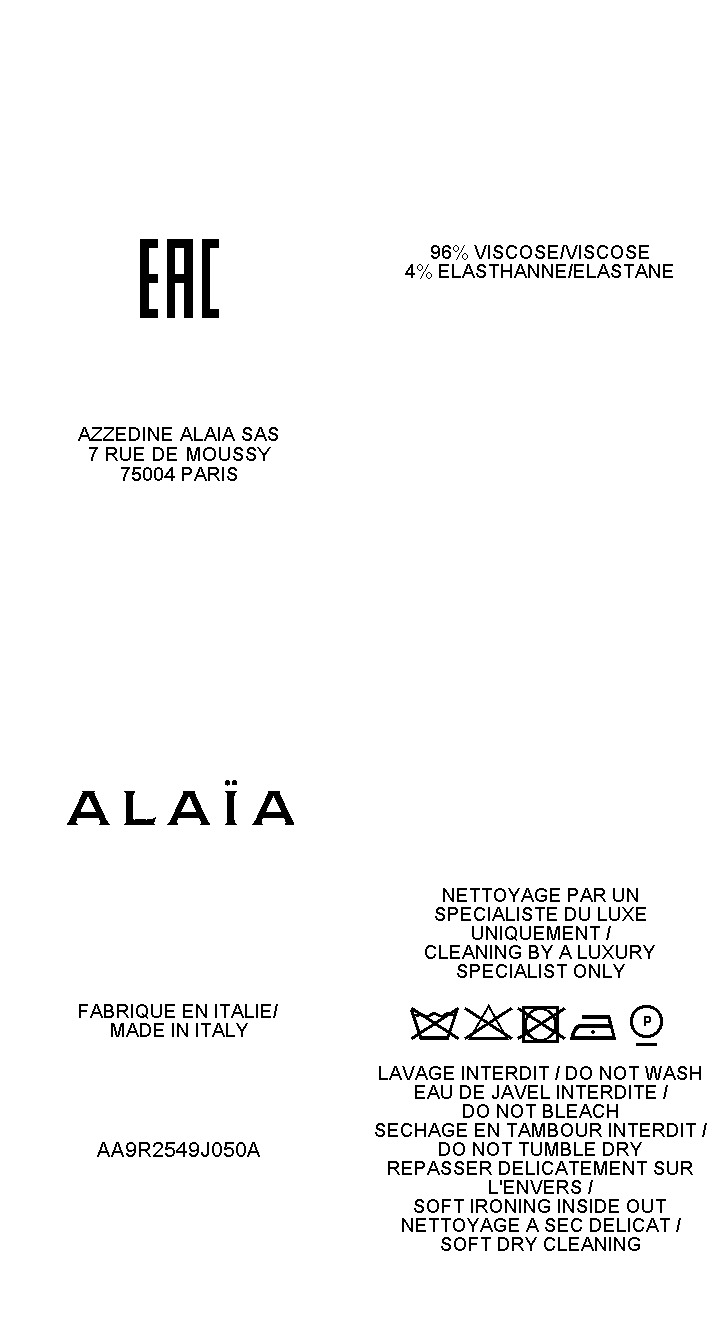 EAC
96% VISCOSE/VISCOSE
4% ELASTHANNE/ELASTANE
AZZEDINE ALAIA SAS
7 RUE DE MOUSSY
75004 PARIS
ALAÏA
FABRIQUE EN ITALIE/
MADE IN ITALY
AA9R2549J050A
NETTOYAGE PAR UN
SPECIALISTE DU LUXE
UNIQUEMENT /
CLEANING BY A LUXURY
SPECIALIST ONLY
P
LAVAGE INTERDIT / DO NOT WASH
EAU DE JAVEL INTERDITE /
DO NOT BLEACH
SECHAGE EN TAMBOUR INTERDIT /
DO NOT TUMBLE DRY
REPASSER DELICATEMENT SUR
L'ENVERS /
SOFT IRONING INSIDE OUT
NETTOYAGE A SEC DELICAT /
SOFT DRY CLEANING